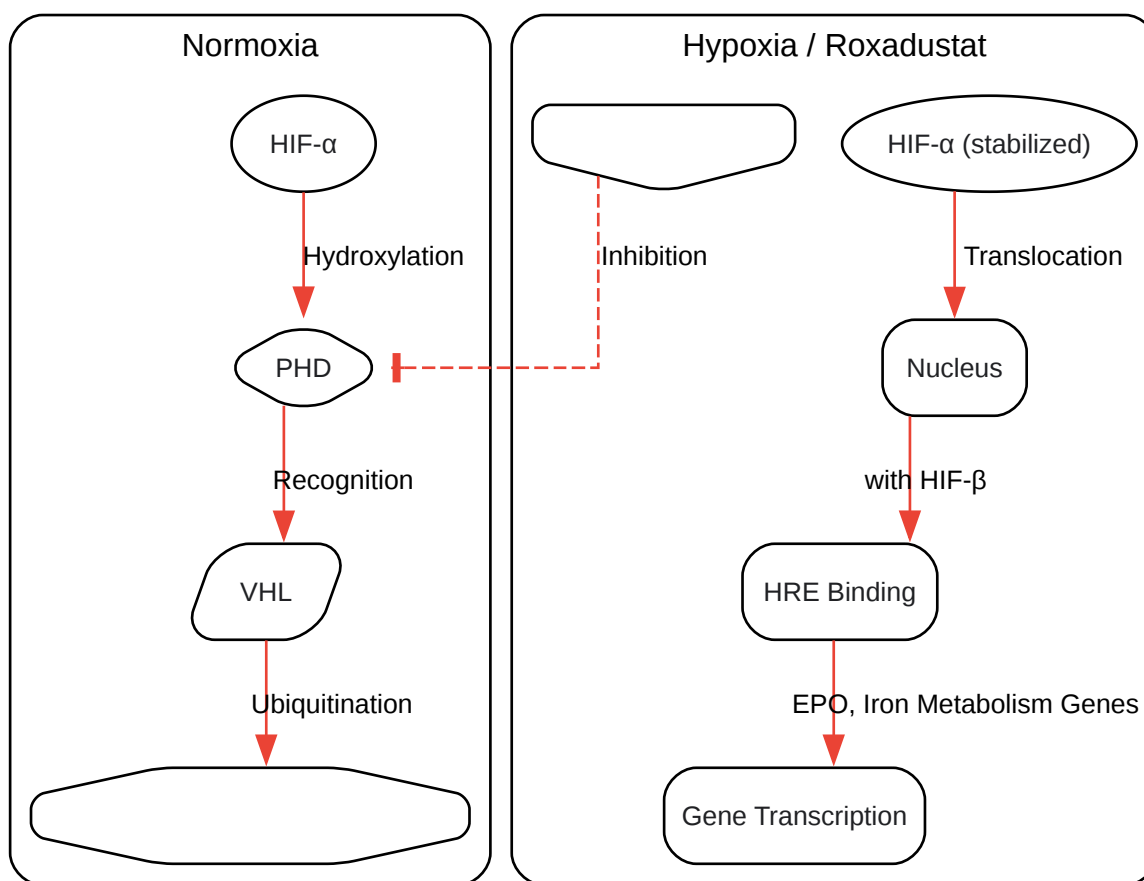 Normoxia
HIF-α
Hydroxylation
PHD
Recognition
VHL
Ubiquitination
Hypoxia / Roxadustat
HIF-α (stabilized)
Inhibition
Translocation
Nucleus
with HIF-β
HRE Binding
EPO, Iron Metabolism Genes
Gene Transcription